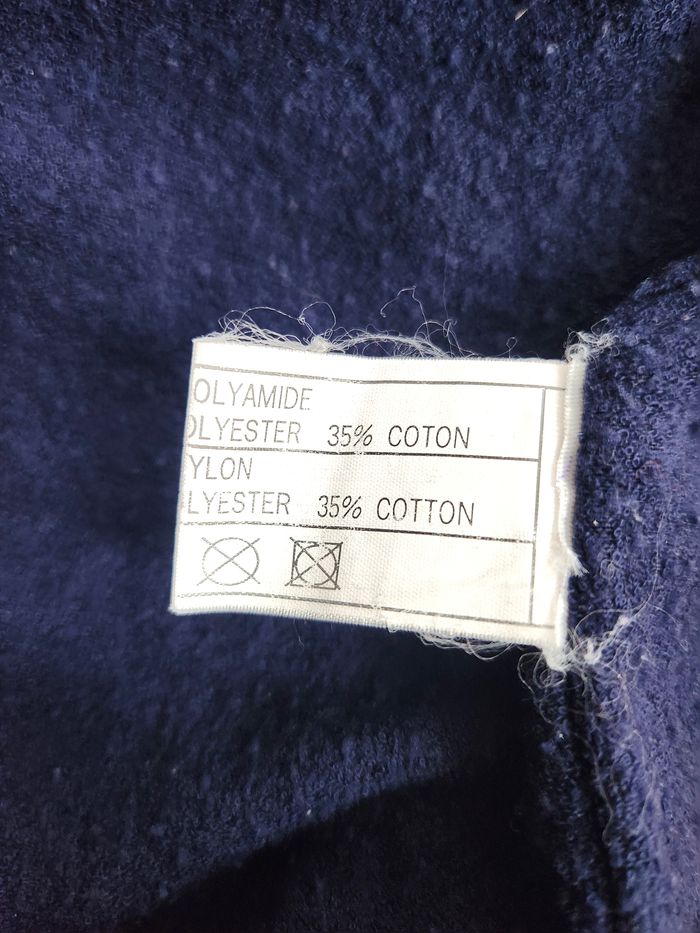 OLYAMIDE
OLYESTER 35% COTON
YLON
LYESTER 35% COTTON